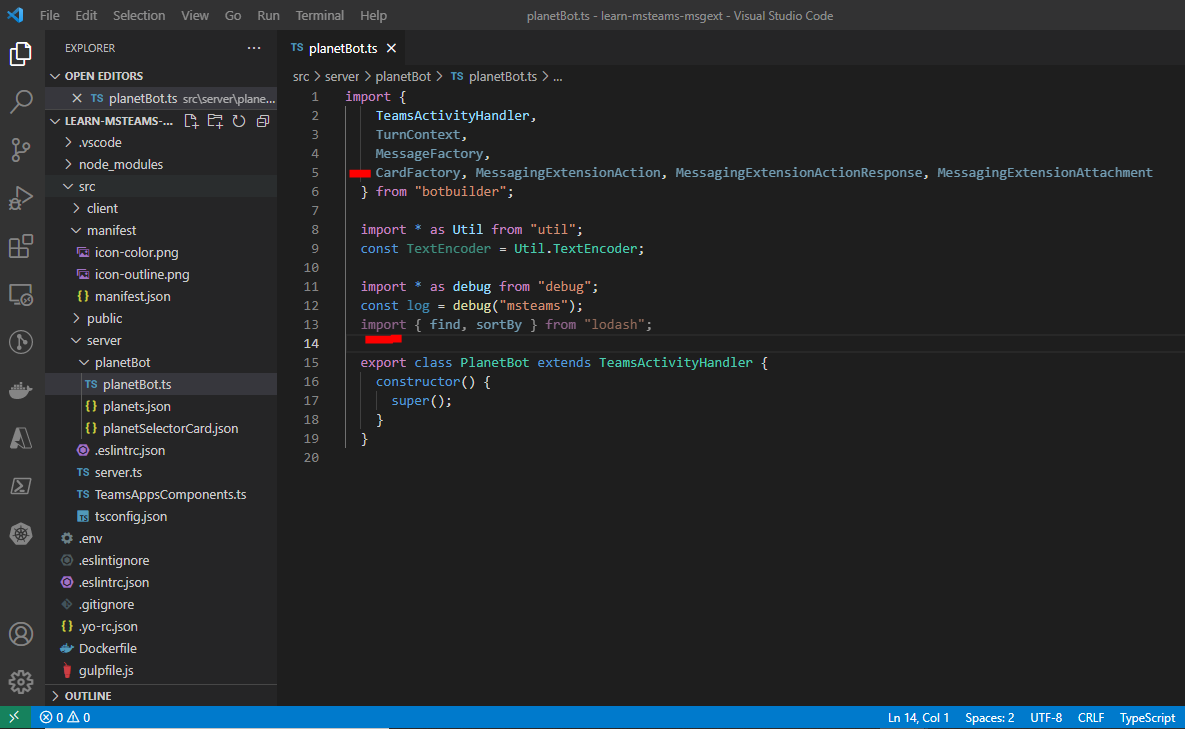 File Edit Selection View Go Run Terminal Help planetBot.ts - learn-msteams-msgext - Visual Studio Code
EXPLORER ...
OPEN EDITORS
TS planetBot.ts src\server\plane...
LEARN-MSTEAMS-...
.vscode
node_modules
src
client
manifest
icon-color.png
icon-outline.png
{} manifest.json
public
server
planetBot
TS planetBot.ts
{} planets.json
{} planetSelectorCard.json
.eslintrc.json
TS server.ts
TS TeamsAppsComponents.ts
TS tsconfig.json
.env
.eslintignore
.eslintrc.json
.gitignore
{} .yo-rc.json
Dockerfile
gulpfile.js
OUTLINE
TS planetBot.ts
src > server > planetBot > TS planetBot.ts > ...
1 import {
2 TeamsActivityHandler,
3 TurnContext,
4 MessageFactory,
5 CardFactory, MessagingExtensionAction, MessagingExtensionActionResponse, MessagingExtensionAttachment
6 } from "botbuilder";
7
8 import * as Util from "util";
9 const TextEncoder = Util.TextEncoder;
10
11 import * as debug from "debug";
12 const log = debug("msteams");
13 import { find, sortBy } from "lodash";
14
15 export class PlanetBot extends TeamsActivityHandler {
16 constructor() {
17 super();
18 }
19 }
20
0 0 Ln 14, Col 1 Spaces: 2 UTF-8 CRLF TypeScript